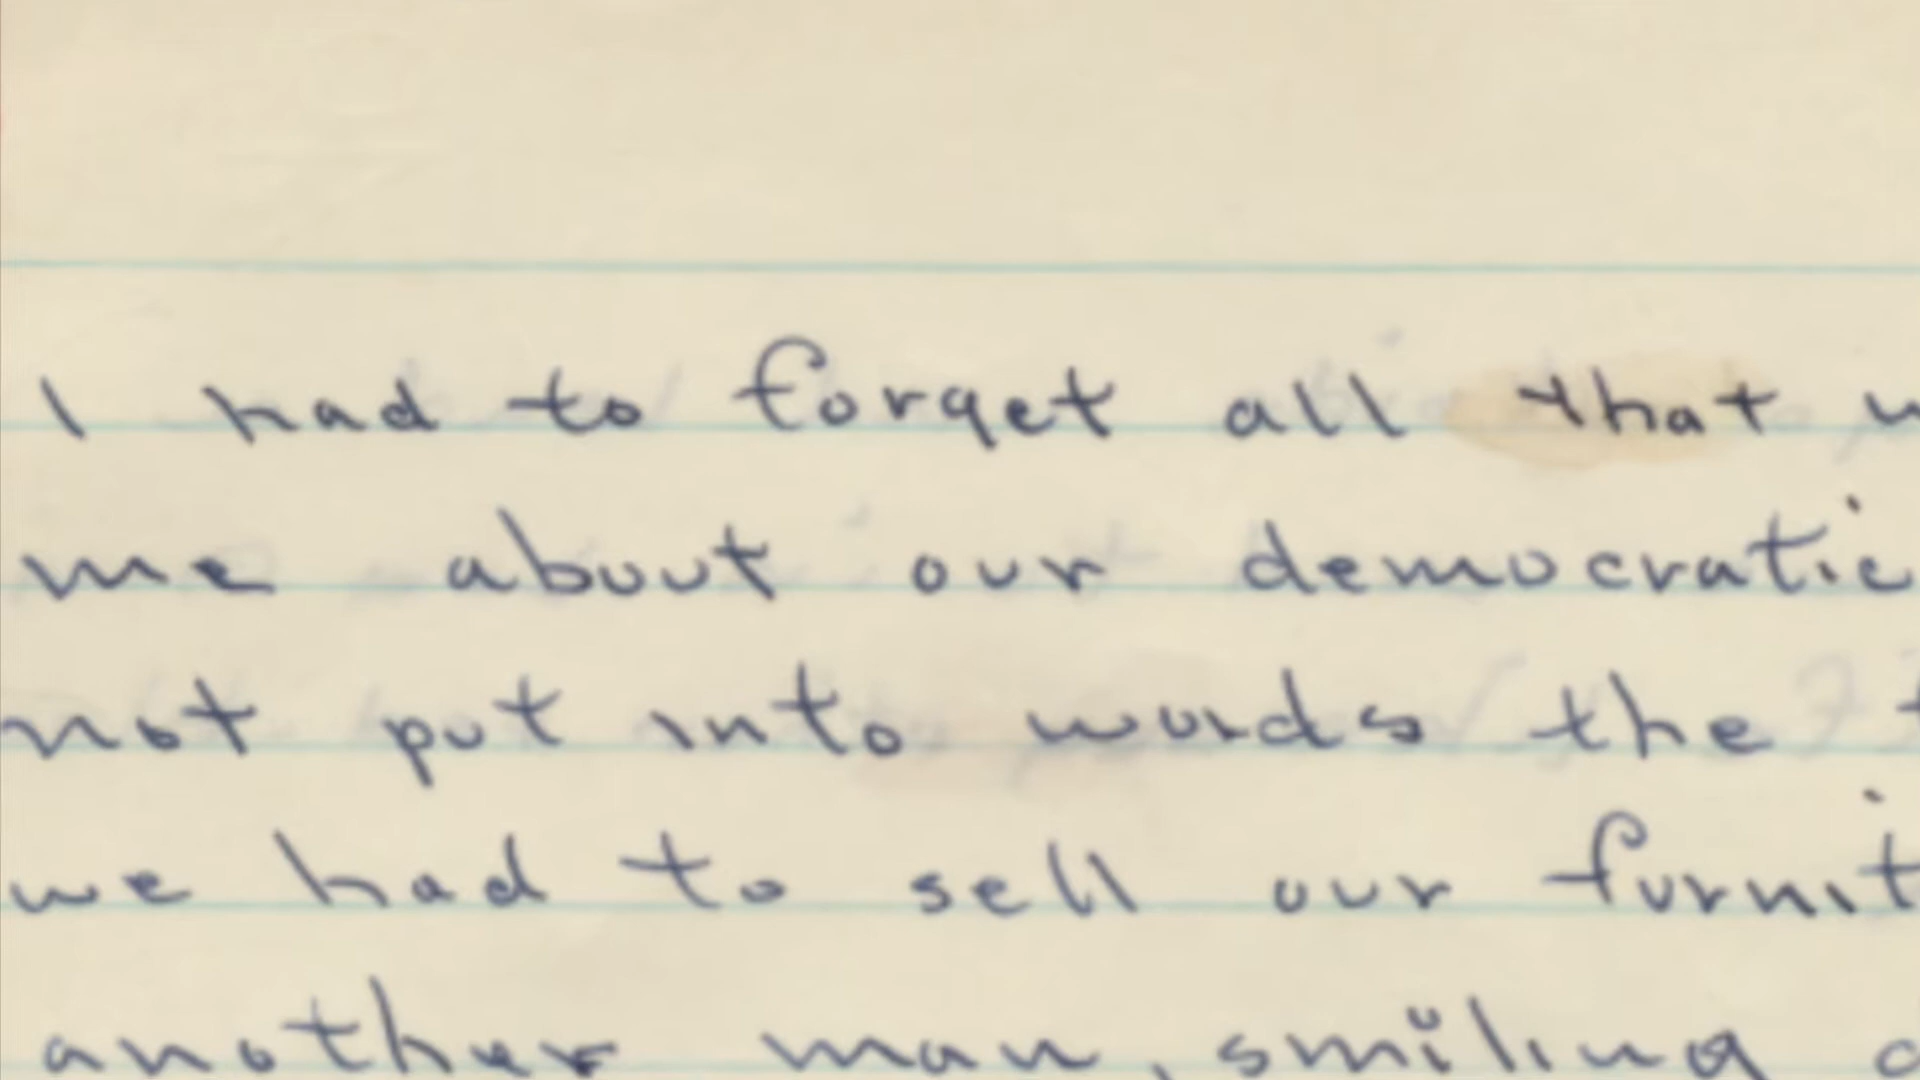 I had to forget all that
me about our democratic
not put into words the
we had to sell our furnit
another man, smiling